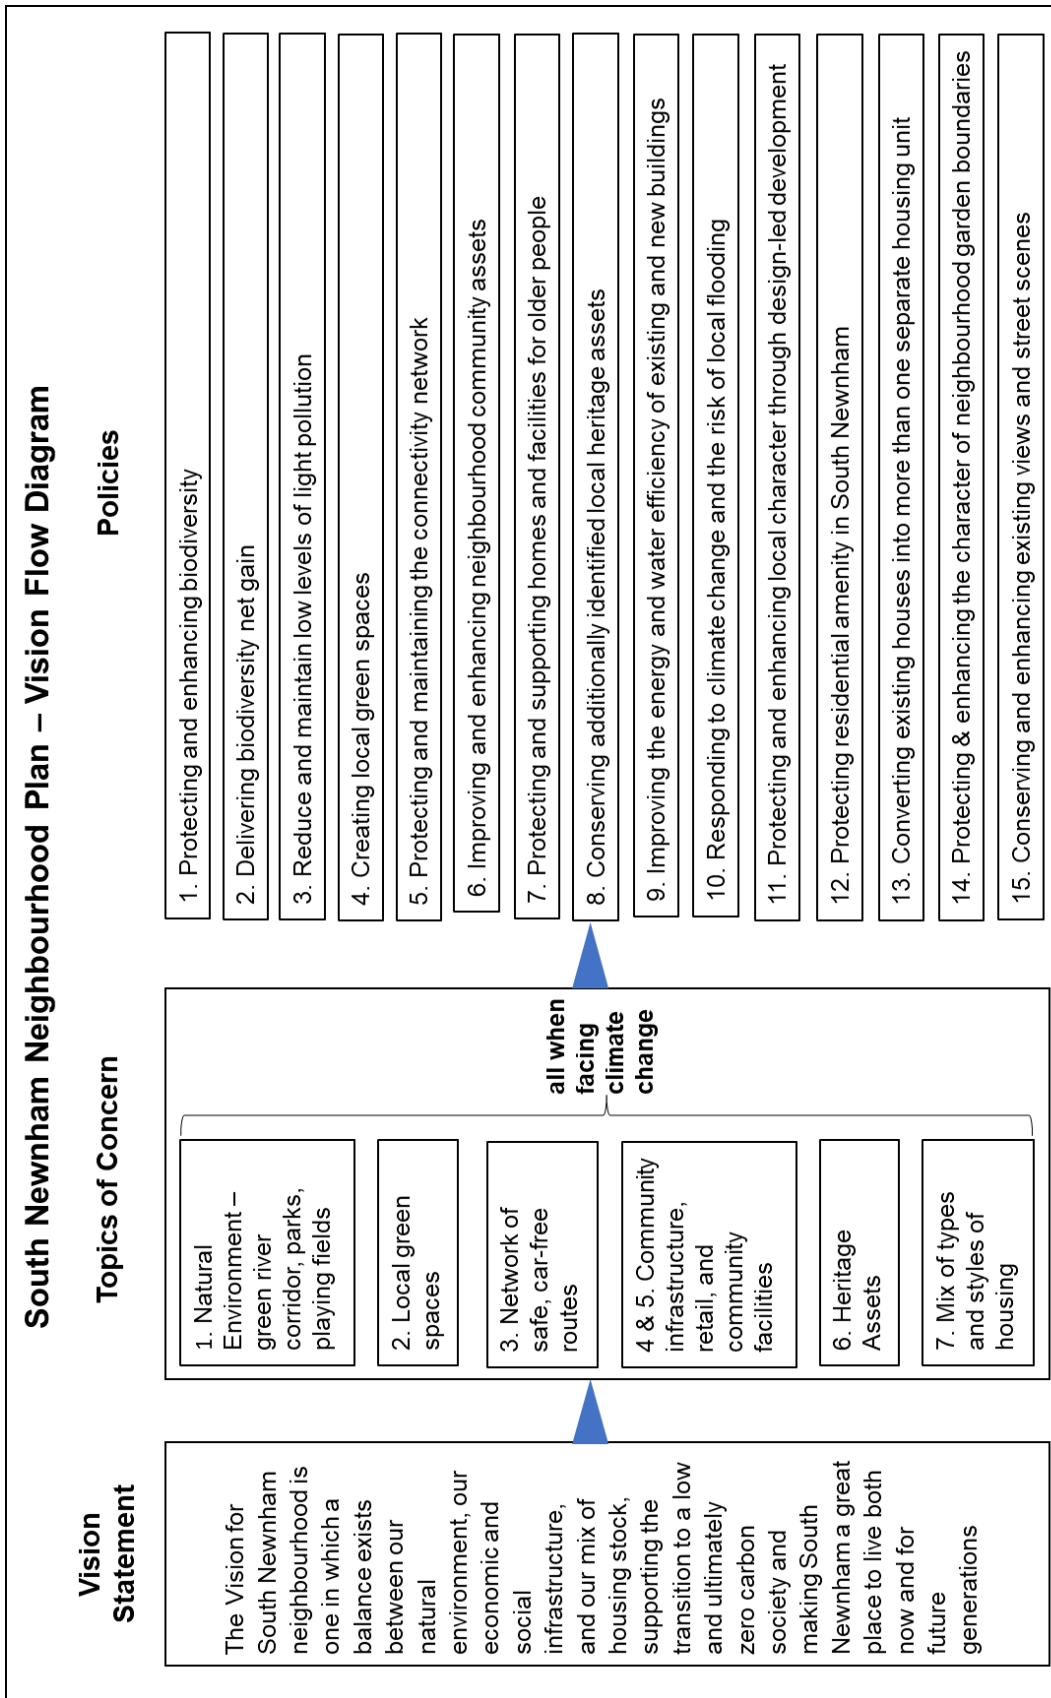 South Newnham Neighbourhood Plan – Vision Flow Diagram
Vision
Statement
The Vision for
South Newnham
neighbourhood is
one in which a
balance exists
between our
natural
environment, our
economic and
social
infrastructure,
and our mix of
housing stock,
supporting the
transition to a low
and ultimately
zero carbon
society and
making South
Newnham a great
place to live both
now and for
future
generations
Topics of Concern
1. Natural
Environment –
green river
corridor, parks,
playing fields
2. Local green
spaces
3. Network of
safe, car-free
routes
4 & 5. Community
infrastructure,
retail, and
community
facilities
6. Heritage
Assets
7. Mix of types
and styles of
housing
all when
facing
climate
change
Policies
1. Protecting and enhancing biodiversity
2. Delivering biodiversity net gain
3. Reduce and maintain low levels of light pollution
4. Creating local green spaces
5. Protecting and maintaining the connectivity network
6. Improving and enhancing neighbourhood community assets
7. Protecting and supporting homes and facilities for older people
8. Conserving additionally identified local heritage assets
9. Improving the energy and water efficiency of existing and new buildings
10. Responding to climate change and the risk of local flooding
11. Protecting and enhancing local character through design-led development
12. Protecting residential amenity in South Newnham
13. Converting existing houses into more than one separate housing unit
14. Protecting & enhancing the character of neighbourhood garden boundaries
15. Conserving and enhancing existing views and street scenes